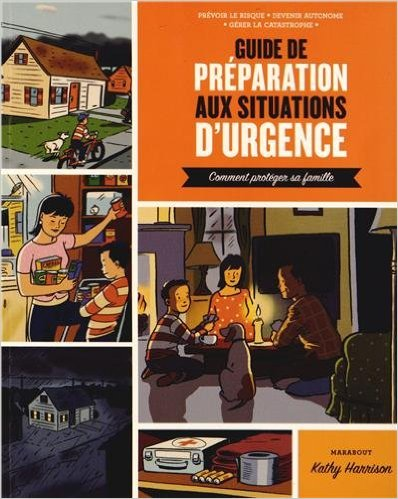 PRÉVOIR LE RISQUE • DEVENIR AUTONOME
• GÉRER LA CATASTROPHE •
GUIDE DE
PRÉPARATION
AUX SITUATIONS
D'URGENCE
Comment protéger sa famille
MARABOUT
Kathy Harrison